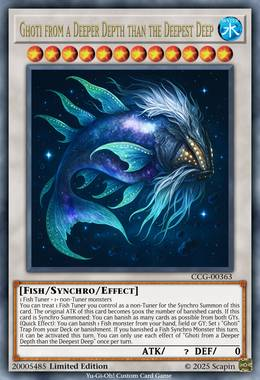 Ghoti from a Deeper Depth than the Deepest Deep
WATER
水
CCG-00363
[Fish/Synchro/Effect]
1 Fish Tuner + 1+ non-Tuner monsters
You can treat 1 Fish Tuner you control as a non-Tuner for the Synchro Summon of this
card. The original ATK of this card becomes 500x the number of banished cards. If this
card is Synchro Summoned: You can banish as many cards as possible from both GYs.
(Quick Effect): You can banish 1 Fish monster from your hand, field or GY; Set 1 "Ghoti"
Trap from your Deck or banishment. If you banished a Fish Synchro Monster this turn,
it can be activated this turn. You can only use each effect of "Ghoti from a Deeper
Depth than the Deepest Deep" once per turn.
ATK/ ? DEF/ 0
20005485 Limited Edition
© 2025 Scapin
Yu-Gi-Oh! Custom Card Game